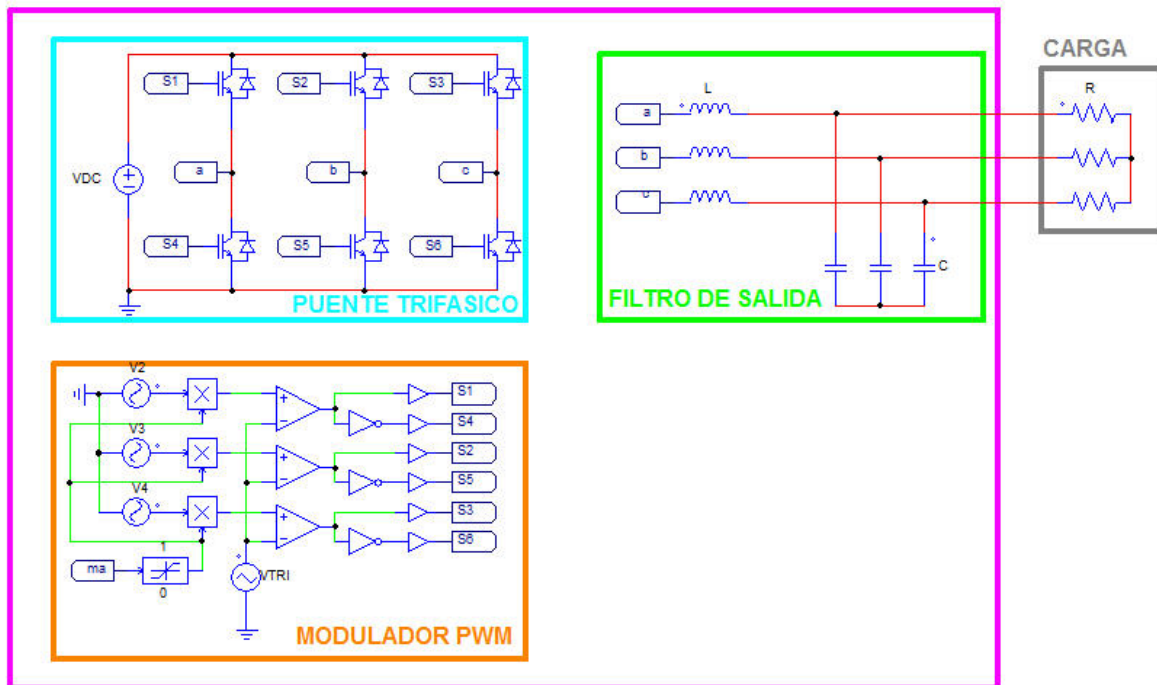 S1
S2
S3
VDC
a
b
c
S4
S5
S6
PUENTE TRIFASICO
L
a
b
c
C
FILTRO DE SALIDA
CARGA
R
V2
V3
V4
ma
1
0
VTRI
S1
S4
S2
S5
S3
S6
MODULADOR PWM